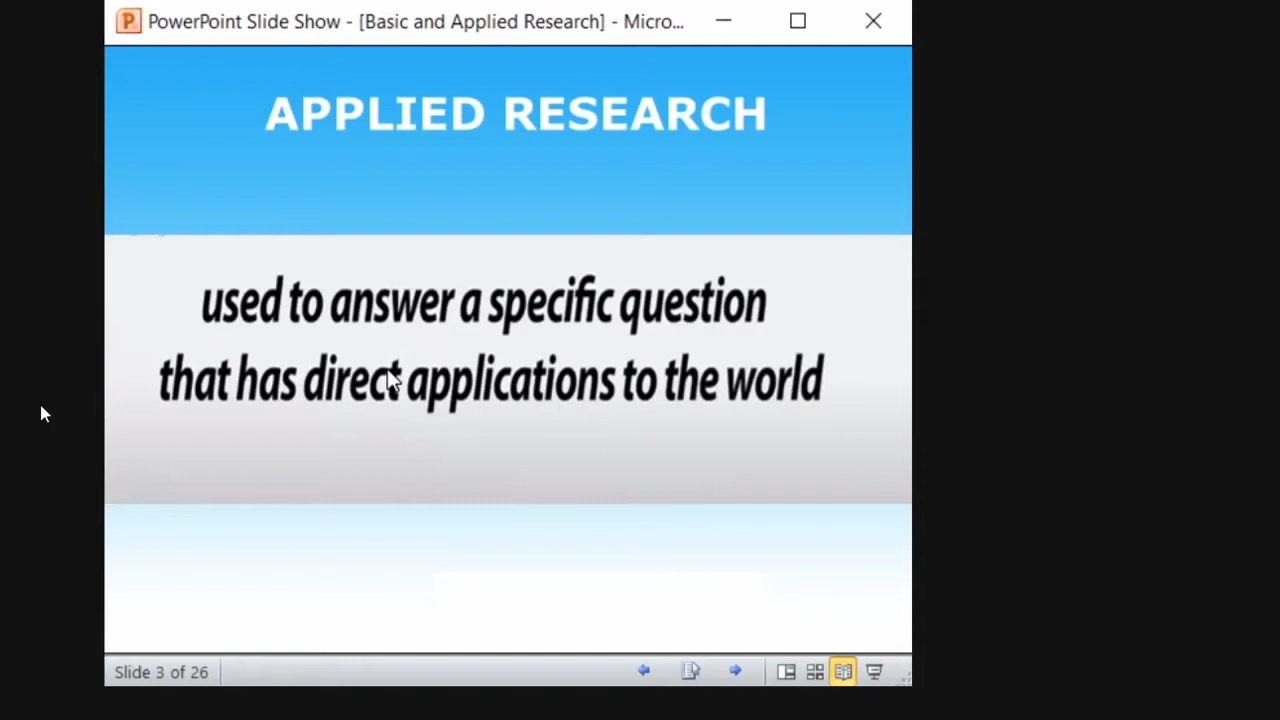 PowerPoint Slide Show - [Basic and Applied Research] - Micro...
APPLIED RESEARCH
used to answer a specific question
that has direct applications to the world
Slide 3 of 26